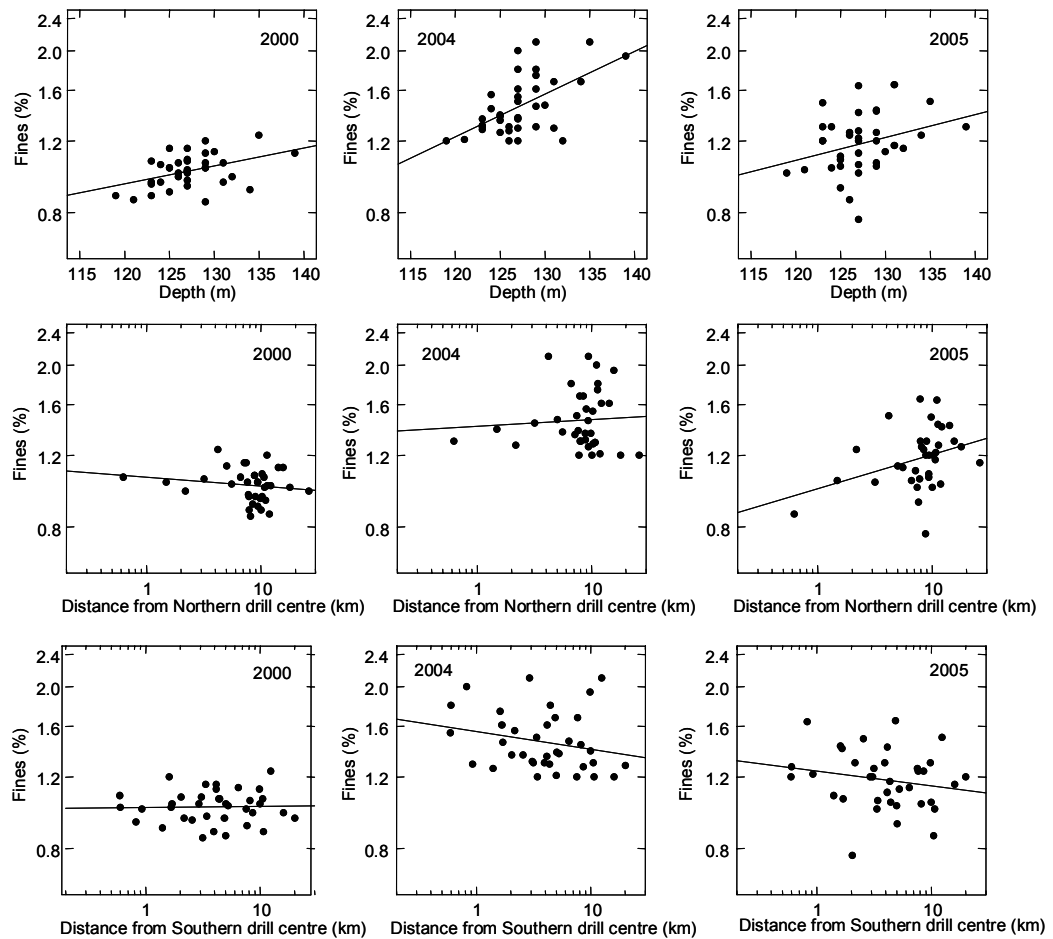 2.4
2.0
1.6
1.2
0.8
Fines (%)
2000
115 120 125 130 135 140
Depth (m)
2.4
2.0
1.6
1.2
0.8
Fines (%)
2004
115 120 125 130 135 140
Depth (m)
2.4
2.0
1.6
1.2
0.8
Fines (%)
2005
115 120 125 130 135 140
Depth (m)
2.4
2.0
1.6
1.2
0.8
Fines (%)
2000
1 10
Distance from Northern drill centre (km)
2.4
2.0
1.6
1.2
0.8
Fines (%)
2004
1 10
Distance from Northern drill centre (km)
2.4
2.0
1.6
1.2
0.8
Fines (%)
2005
1 10
Distance from Northern drill centre (km)
2.4
2.0
1.6
1.2
0.8
Fines (%)
2000
1 10
Distance from Southern drill centre (km)
2.4
2.0
1.6
1.2
0.8
Fines (%)
2004
1 10
Distance from Southern drill centre (km)
2.4
2.0
1.6
1.2
0.8
Fines (%)
2005
1 10
Distance from Southern drill centre (km)